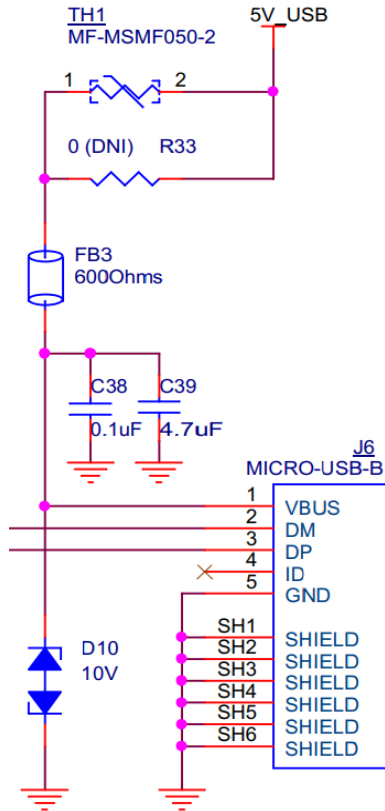 TH1
5V_USB
MF-MSMF050-2
1
2
0 (DNI)
R33
FB3
600Ohms
C38
C39
0.1uF
4.7uF
J6
MICRO-USB-B
1
VBUS
2
DM
3
DP
4
ID
5
GND
D10
10V
SH1
SHIELD
SH2
SHIELD
SH3
SHIELD
SH4
SHIELD
SH5
SHIELD
SH6
SHIELD